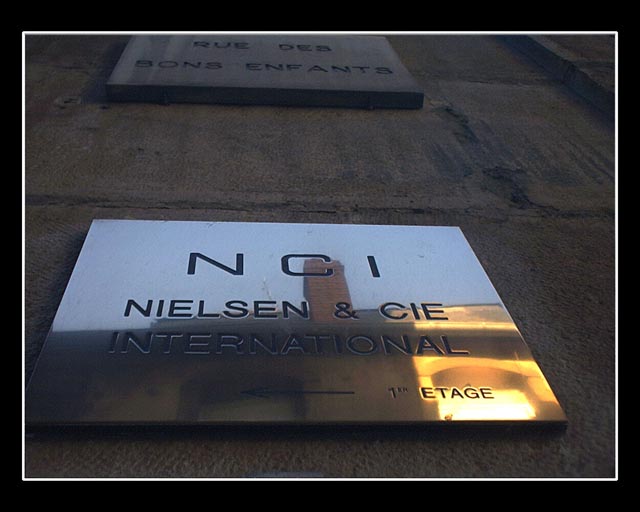 RUE DES
BONS ENFANTS
NCI
NIELSEN & CIE
INTERNATIONAL
1ER ETAGE